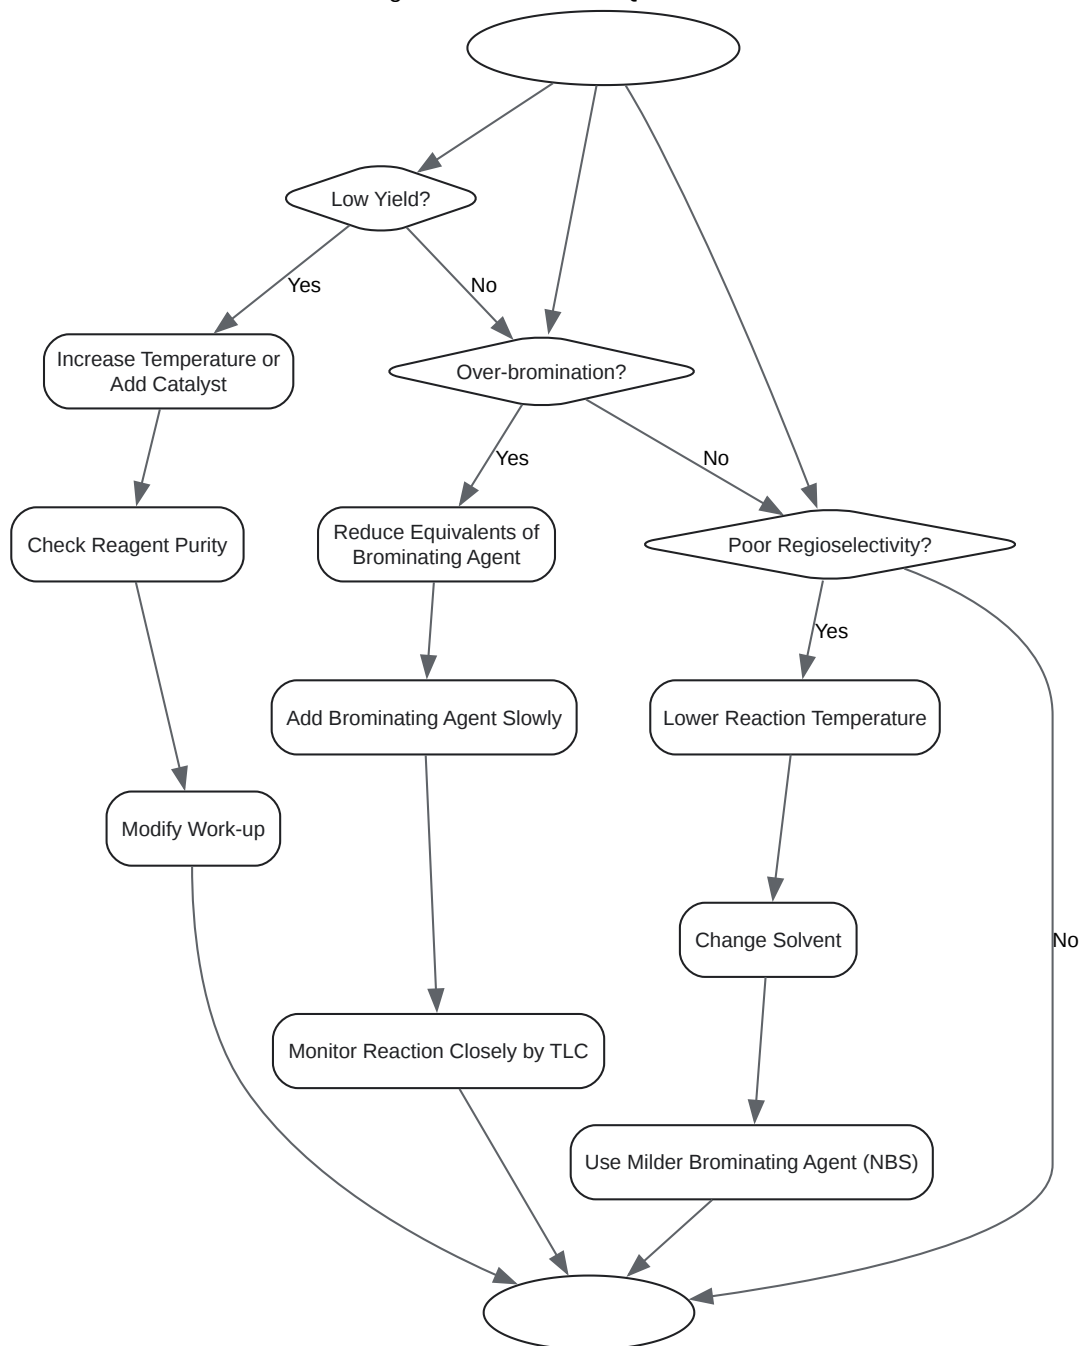 Low Yield?
Yes
No
Increase Temperature or
Add Catalyst
Over-bromination?
Yes
No
Check Reagent Purity
Reduce Equivalents of
Brominating Agent
Poor Regioselectivity?
Yes
Add Brominating Agent Slowly
Lower Reaction Temperature
Modify Work-up
Change Solvent
No
Monitor Reaction Closely by TLC
Use Milder Brominating Agent (NBS)